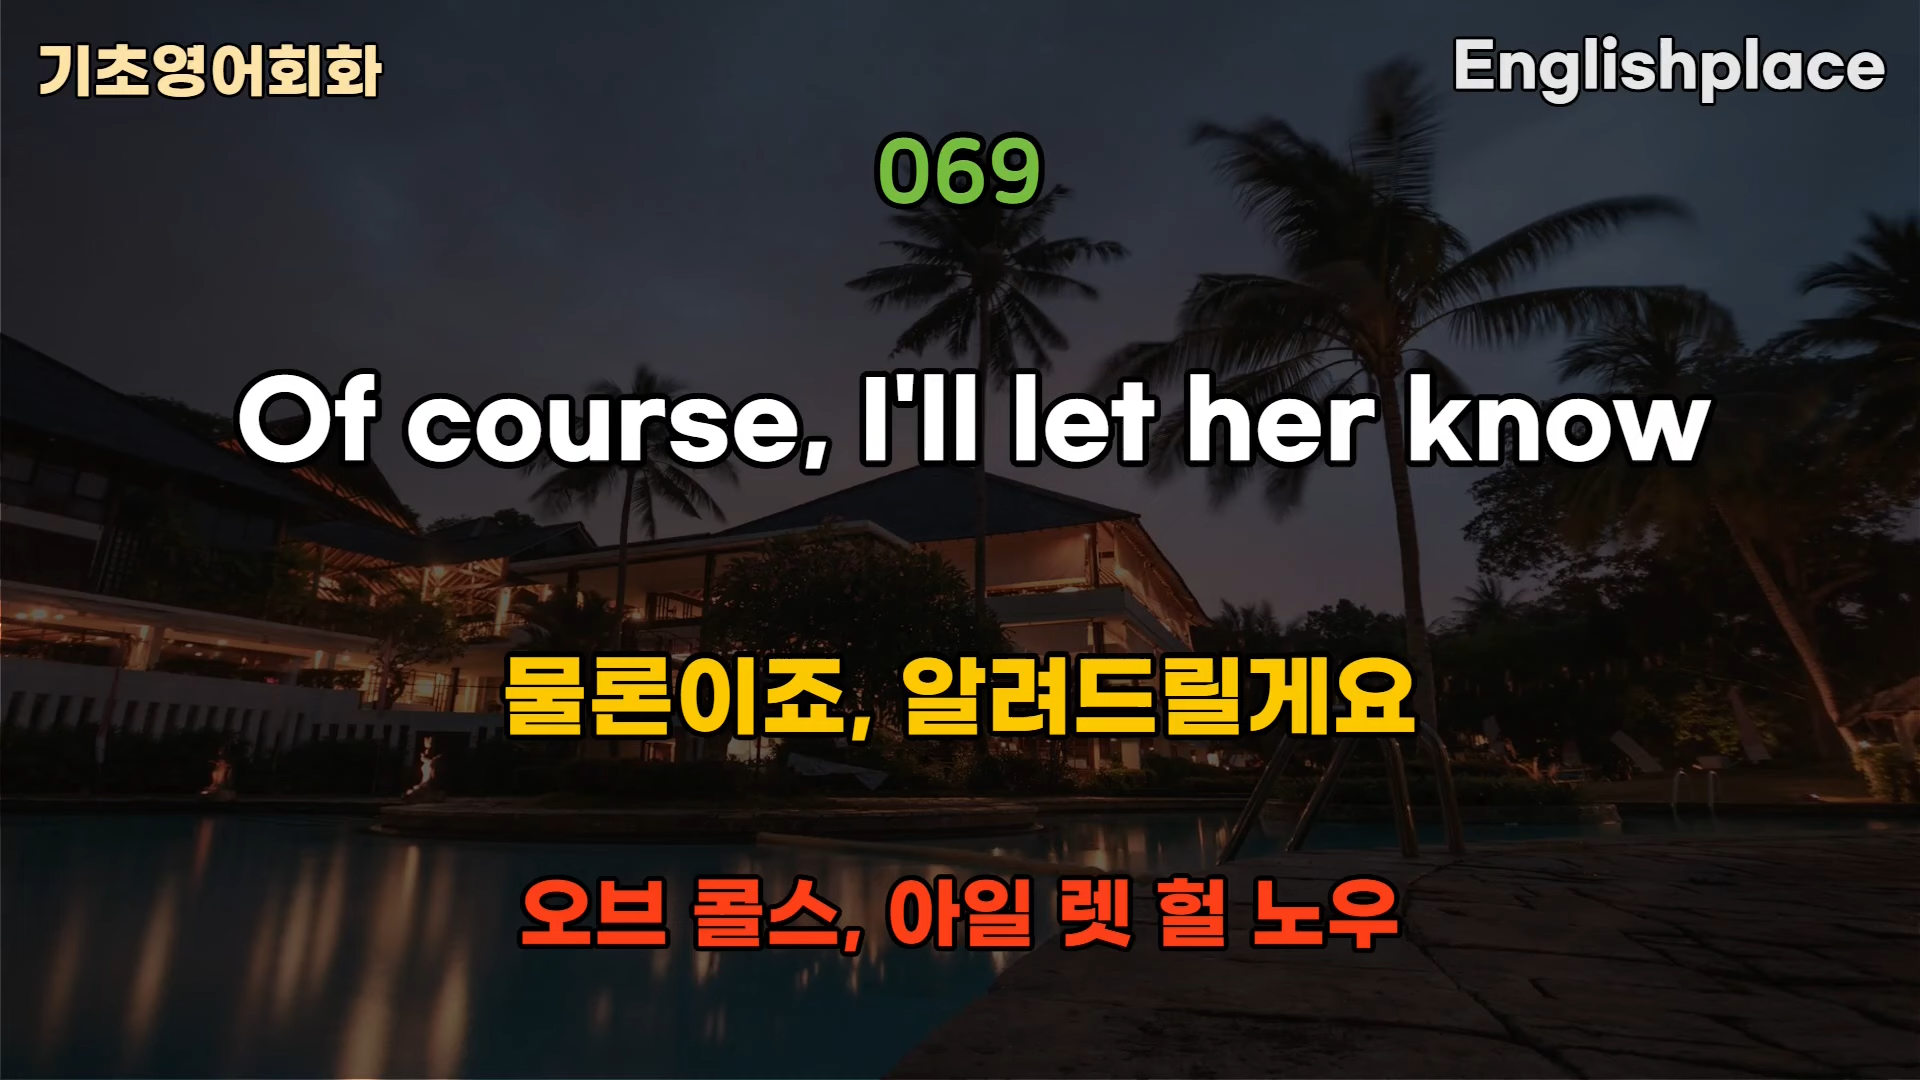 기초영어회화
Englishplace
069
Of course, I'll let her know
물론이죠, 알려드릴게요
오브 콜스, 아일 렛 헐 노우